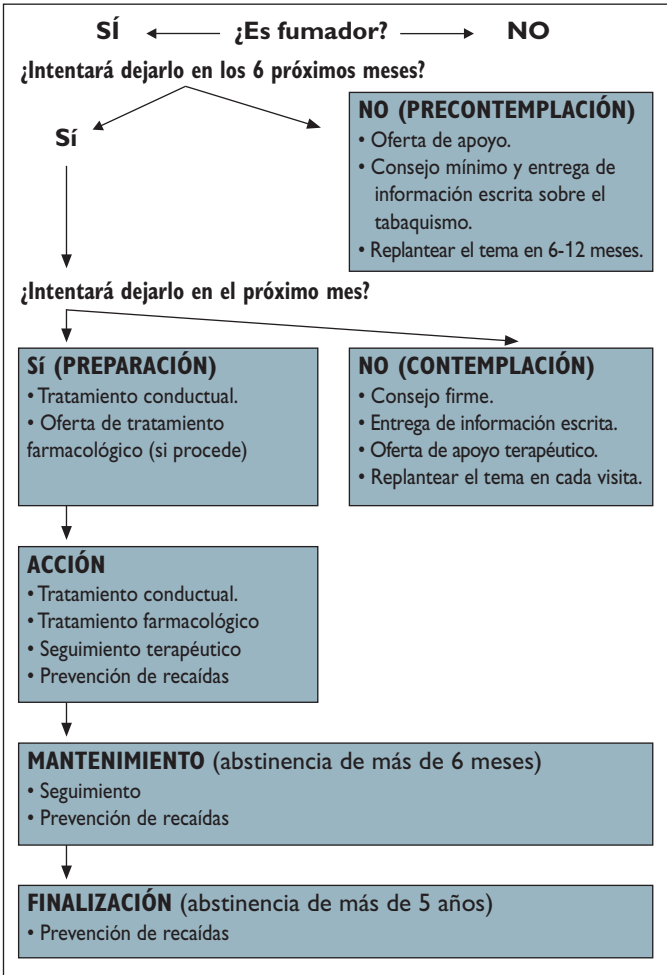 SÍ ¿Es fumador? NO
¿Intentará dejarlo en los 6 próximos meses?
Sí
NO (PRECONTEMPLACIÓN)
• Oferta de apoyo.
• Consejo mínimo y entrega de
información escrita sobre el
tabaquismo.
• Replantear el tema en 6-12 meses.
¿Intentará dejarlo en el próximo mes?
Sí (PREPARACIÓN)
• Tratamiento conductual.
• Oferta de tratamiento
farmacológico (si procede)
NO (CONTEMPLACIÓN)
• Consejo firme.
• Entrega de información escrita.
• Oferta de apoyo terapéutico.
• Replantear el tema en cada visita.
ACCIÓN
• Tratamiento conductual.
• Tratamiento farmacológico
• Seguimiento terapéutico
• Prevención de recaídas
MANTENIMIENTO (abstinencia de más de 6 meses)
• Seguimiento
• Prevención de recaídas
FINALIZACIÓN (abstinencia de más de 5 años)
• Prevención de recaídas